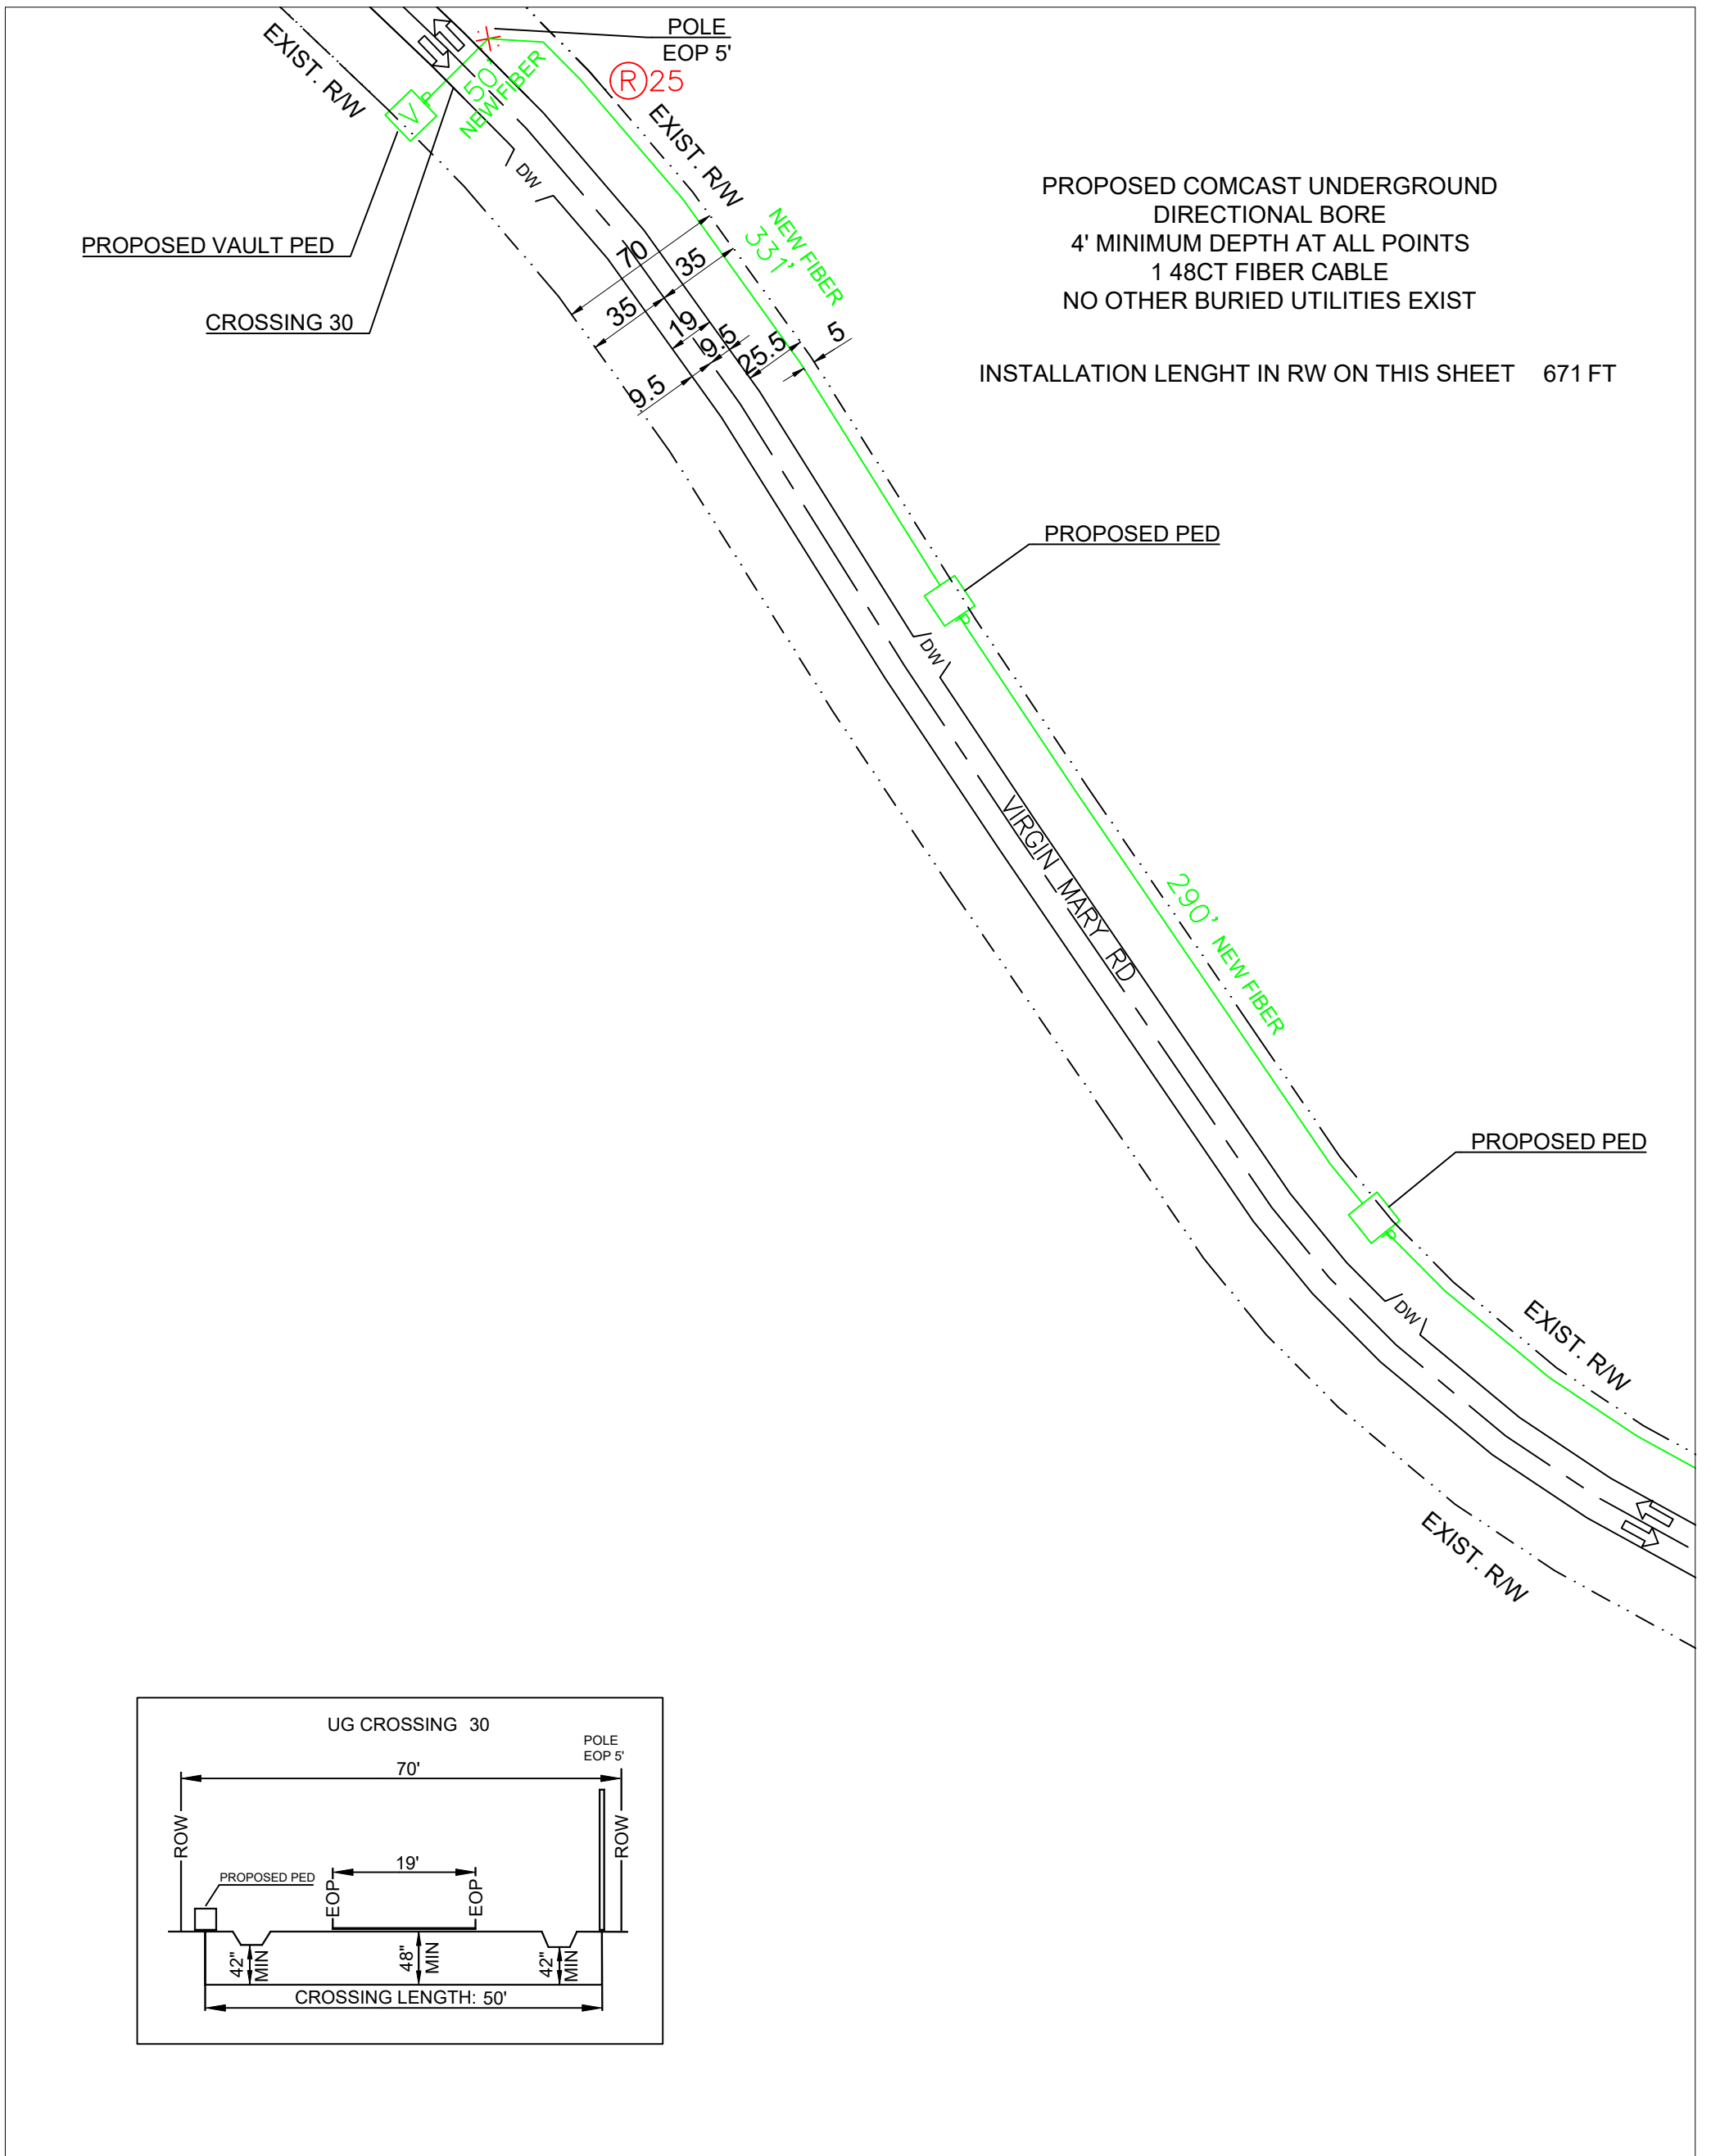 POLE
EOP 5'
Ⓡ25
EXIST. R/W
V
P
50'
NEW FIBER
EXIST. R/W
DW
PROPOSED COMCAST UNDERGROUND
DIRECTIONAL BORE
4' MINIMUM DEPTH AT ALL POINTS
1 48CT FIBER CABLE
NO OTHER BURIED UTILITIES EXIST
PROPOSED VAULT PED
CROSSING 30
NEW FIBER
331'
70
35
35
19
9.5
25.5
5
9.5
INSTALLATION LENGHT IN RW ON THIS SHEET 671 FT
PROPOSED PED
P
DW
VIRGIN MARY RD
290' NEW FIBER
PROPOSED PED
P
DW
EXIST. R/W
EXIST. R/W
UG CROSSING 30
POLE
EOP 5'
70'
ROW
ROW
19'
PROPOSED PED
EOP
EOP
42"
MIN
48"
MIN
42"
MIN
CROSSING LENGTH: 50'